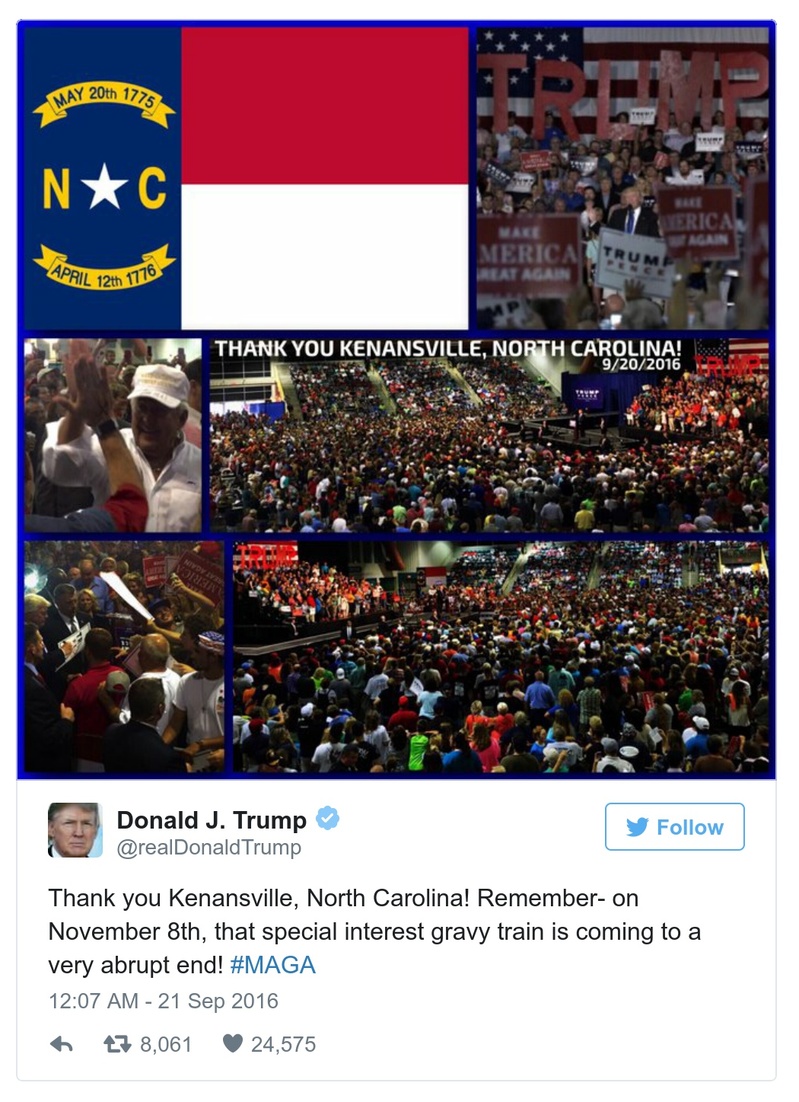 MAY 20th 1775
N C
APRIL 12th 1776
TRUMP
MAKE
AMERICA
GREAT AGAIN
MAKE
AMERICA
GREAT AGAIN
TRUMP
PENCE
THANK YOU KENANSVILLE, NORTH CAROLINA!
9/20/2016
TRUMP
TRUMP
PENCE
TRUMP
Donald J. Trump
@realDonaldTrump
Follow
Thank you Kenansville, North Carolina! Remember- on
November 8th, that special interest gravy train is coming to a
very abrupt end! #MAGA
12:07 AM - 21 Sep 2016
8,061 24,575